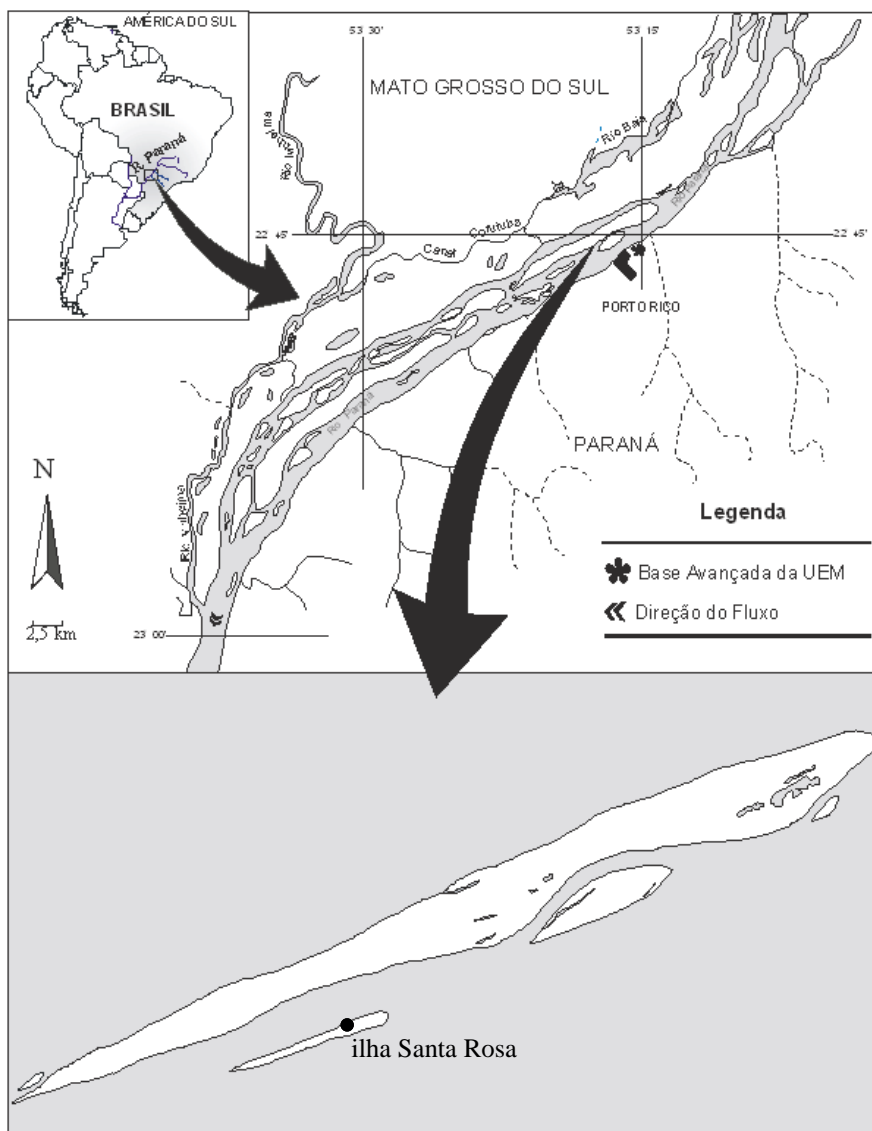 AMÉRICA DO SUL
BRASIL
R. Paraná
53 30'
53 15'
MATO GROSSO DO SUL
Rio Baía
Rio Paraná
22 45'
22 45'
Canal
PORTO RICO
Rio Paraná
PARANÁ
N
2,5 km
23 00'
Legenda
Base Avançada da UEM
Direção do Fluxo
ilha Santa Rosa